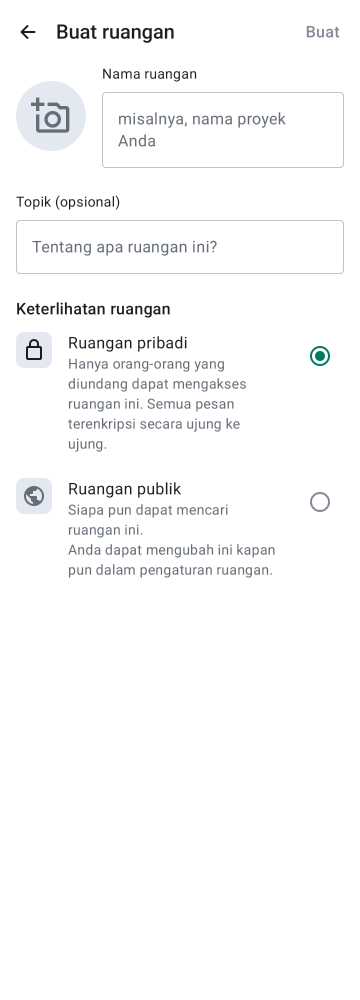 Buat ruangan
Buat
Nama ruangan
misalnya, nama proyek
Anda
Topik (opsional)
Tentang apa ruangan ini?
Keterlihatan ruangan
Ruangan pribadi
Hanya orang-orang yang
diundang dapat mengakses
ruangan ini. Semua pesan
terenkripsi secara ujung ke
ujung.
Ruangan publik
Siapa pun dapat mencari
ruangan ini.
Anda dapat mengubah ini kapan
pun dalam pengaturan ruangan.